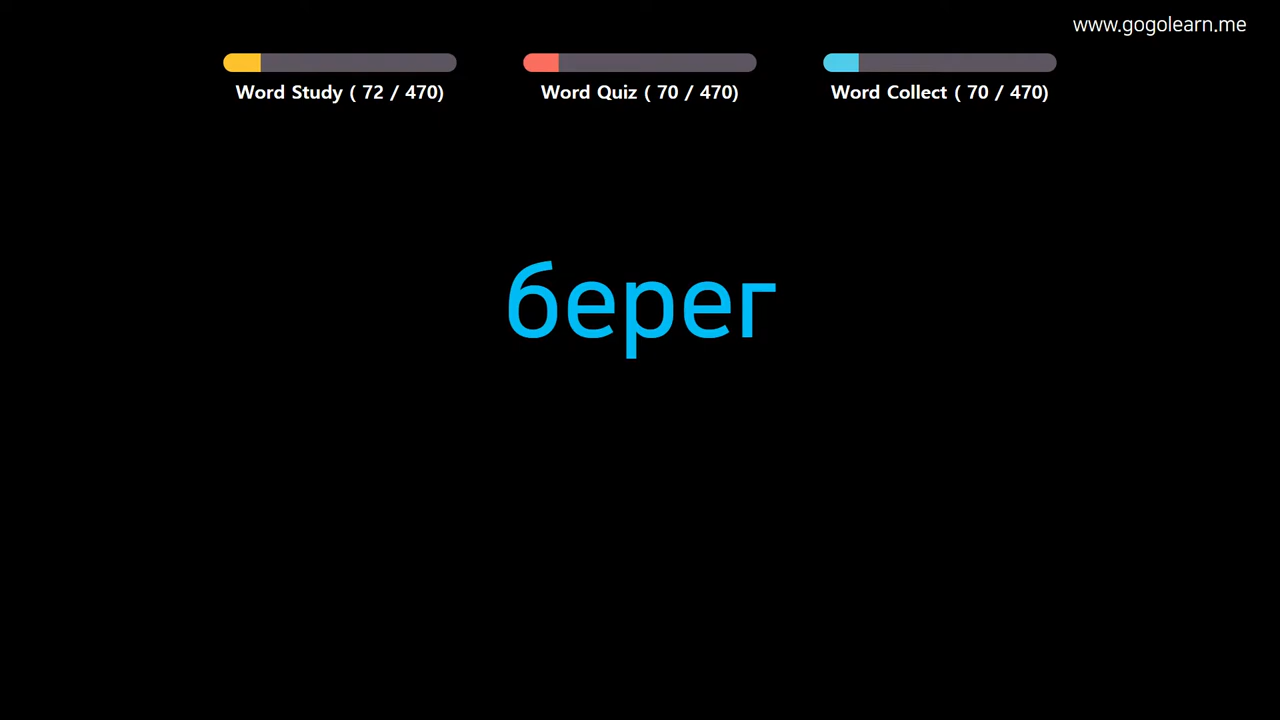 www.gogolearn.me
Word Study ( 72 / 470)
Word Quiz ( 70 / 470)
Word Collect ( 70 / 470)
берег